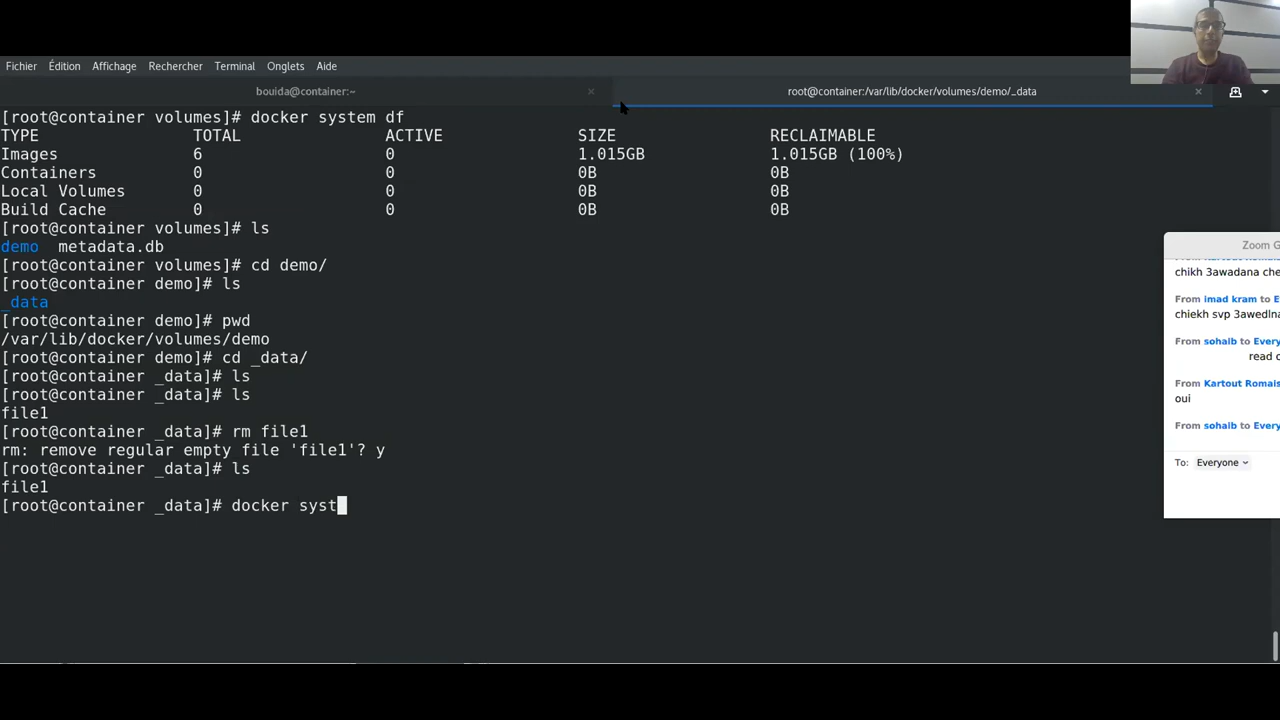 Fichier Édition Affichage Rechercher Terminal Onglets Aide
bouida@container:~ root@container:/var/lib/docker/volumes/demo/_data
[root@container volumes]# docker system df
TYPE TOTAL ACTIVE SIZE RECLAIMABLE
Images 6 0 1.015GB 1.015GB (100%)
Containers 0 0 0B 0B
Local Volumes 0 0 0B 0B
Build Cache 0 0 0B 0B
[root@container volumes]# ls
demo metadata.db
[root@container volumes]# cd demo/
[root@container demo]# ls
_data
[root@container demo]# pwd
/var/lib/docker/volumes/demo
[root@container demo]# cd _data/
[root@container _data]# ls
[root@container _data]# ls
file1
[root@container _data]# rm file1
rm: remove regular empty file 'file1'? y
[root@container _data]# ls
file1
[root@container _data]# docker syst
Zoom G
chikh 3awadana che
From imad kram to E
chiekh svp 3awedlna
From sohaib to Every
read c
From Kartout Romais
oui
From sohaib to Every
To: Everyone